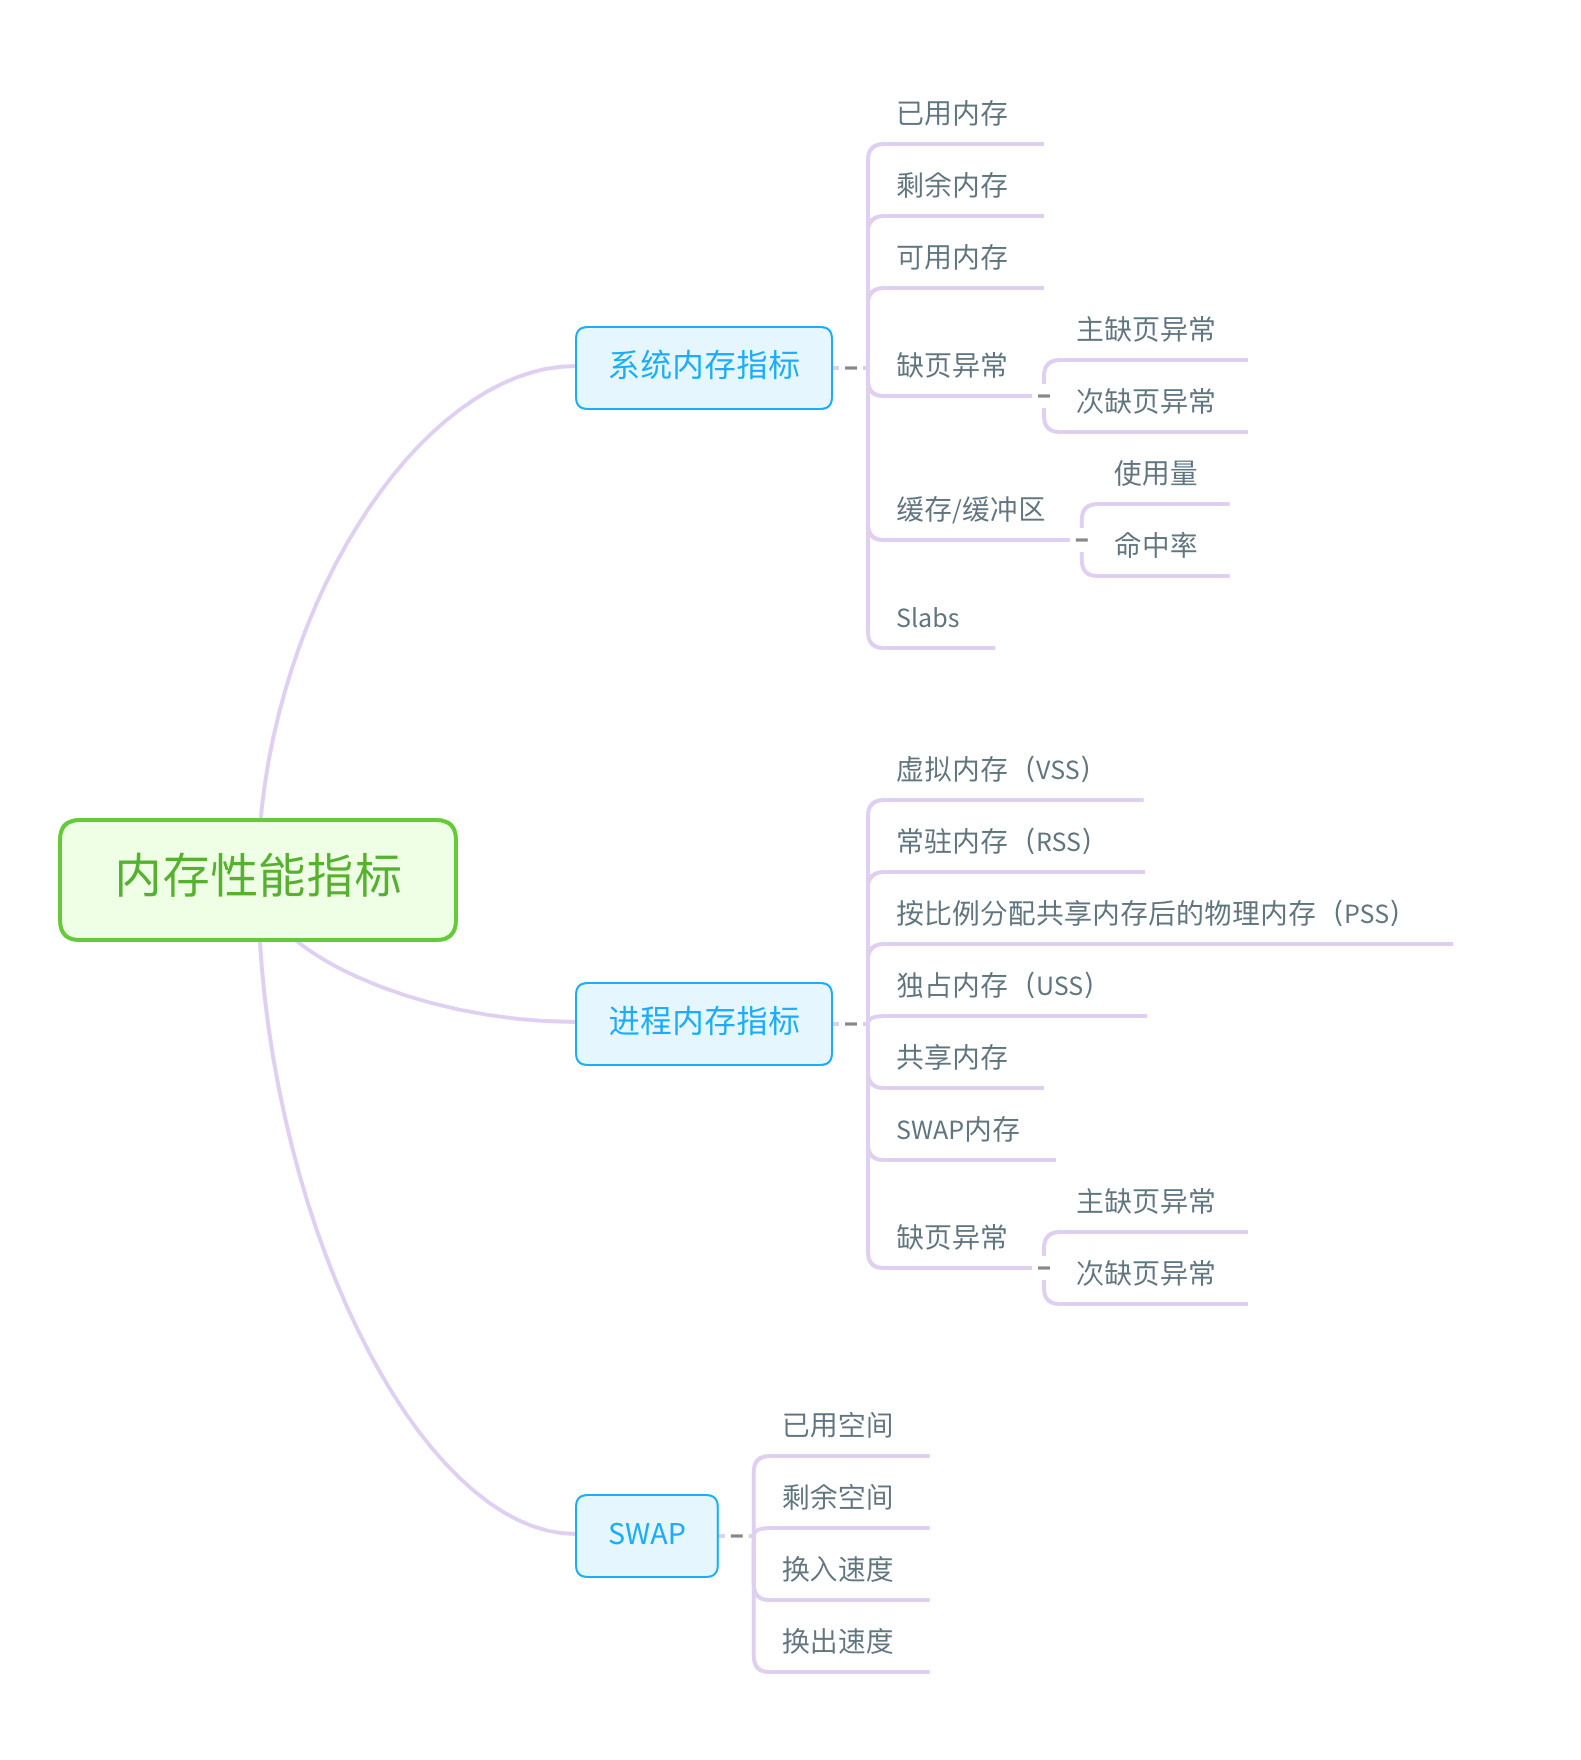 内存性能指标
系统内存指标
已用内存
剩余内存
可用内存
缺页异常
主缺页异常
次缺页异常
缓存/缓冲区
使用量
命中率
Slabs
进程内存指标
虚拟内存（VSS）
常驻内存（RSS）
按比例分配共享内存后的物理内存（PSS）
独占内存（USS）
共享内存
SWAP内存
缺页异常
主缺页异常
次缺页异常
SWAP
已用空间
剩余空间
换入速度
换出速度